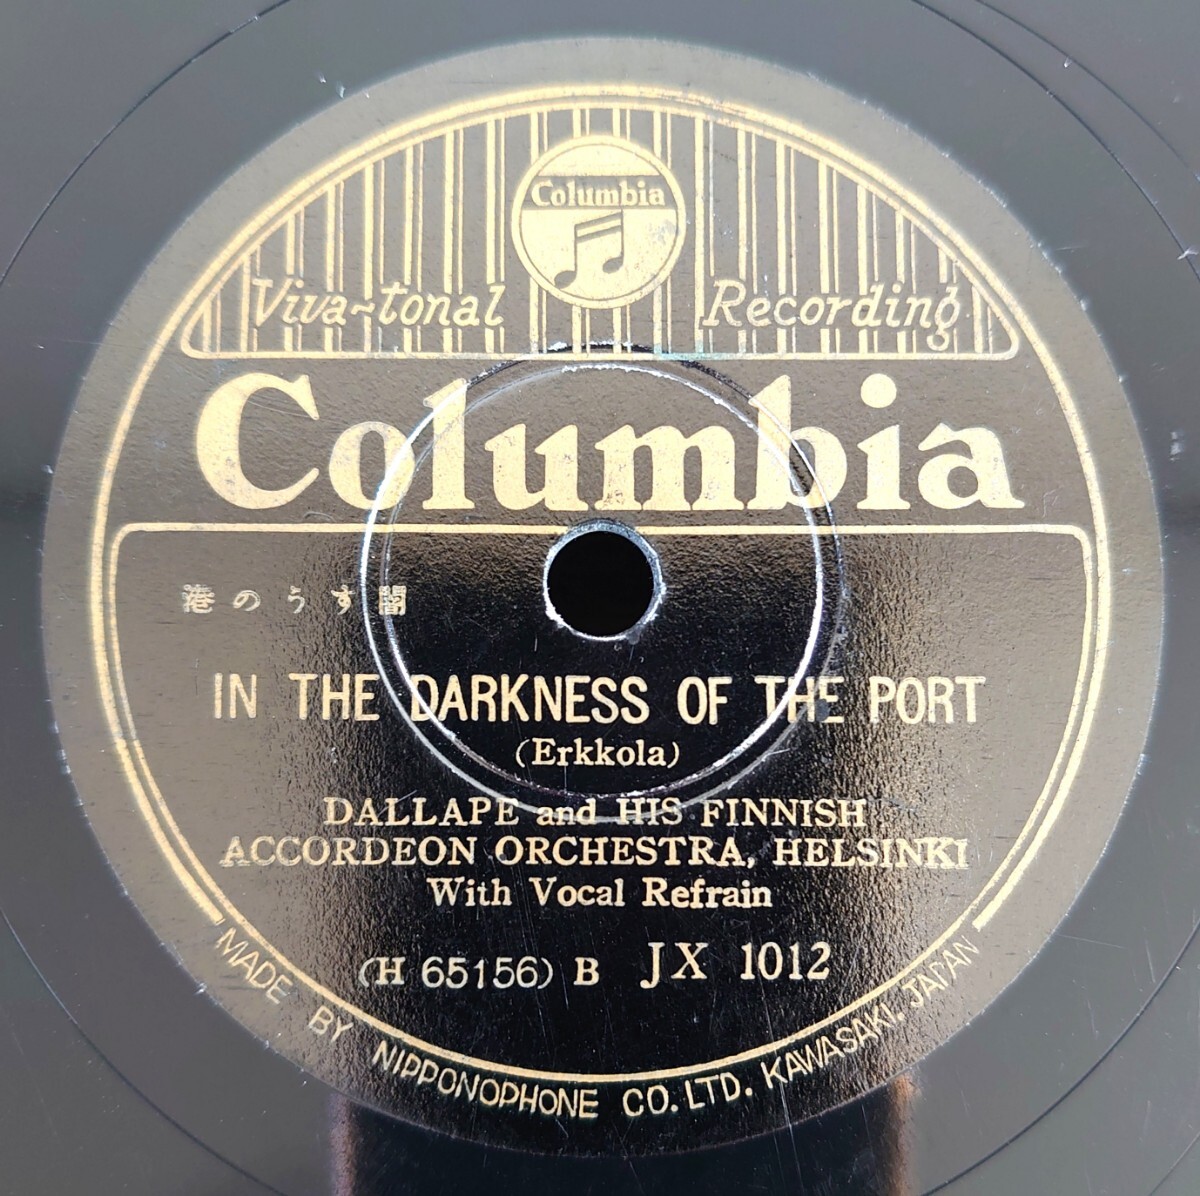 Columbia
Viva-tonal Recording
Columbia
港のうす闇
IN THE DARKNESS OF THE PORT
(Erkkola)
DALLAPE and HIS FINNISH
ACCORDEON ORCHESTRA, HELSINKI
With Vocal Refrain
(H 65156) B JX 1012
MADE BY NIPPONOPHONE CO. LTD. KAWASAKI. JAPAN